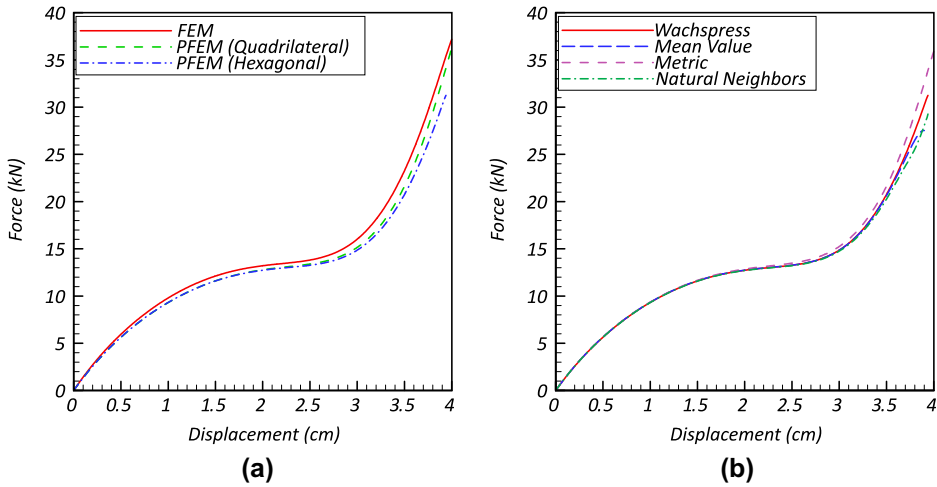 40
FEM
PFEM (Quadrilateral)
PFEM (Hexagonal)
35
30
25
20
15
10
5
0
Force (kN)
0 0.5 1 1.5 2 2.5 3 3.5 4
Displacement (cm)
(a)
40
Wachspress
Mean Value
Metric
Natural Neighbors
35
30
25
20
15
10
5
0
Force (kN)
0 0.5 1 1.5 2 2.5 3 3.5 4
Displacement (cm)
(b)